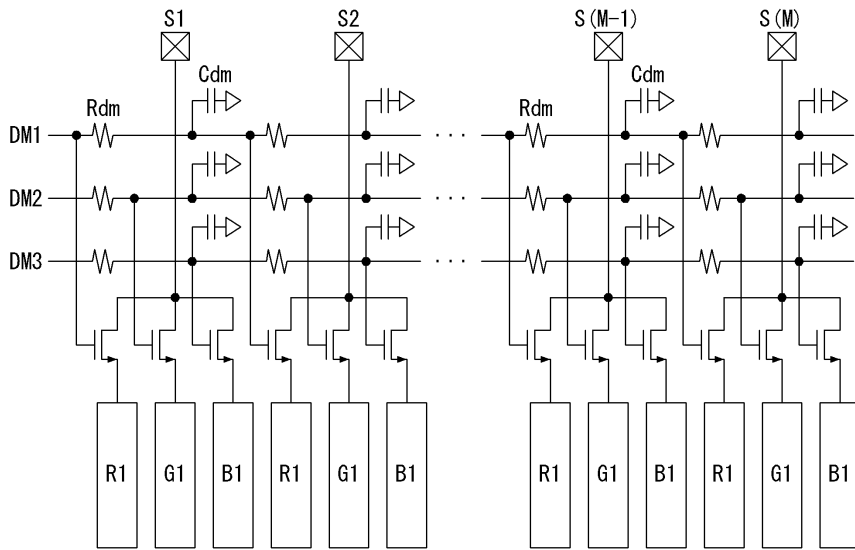 S1 S2 S(M-1) S(M)
Cdm Cdm
Rdm Rdm
DM1 ···
DM2 ···
DM3 ···
R1 G1 B1 R1 G1 B1 R1 G1 B1 R1 G1 B1